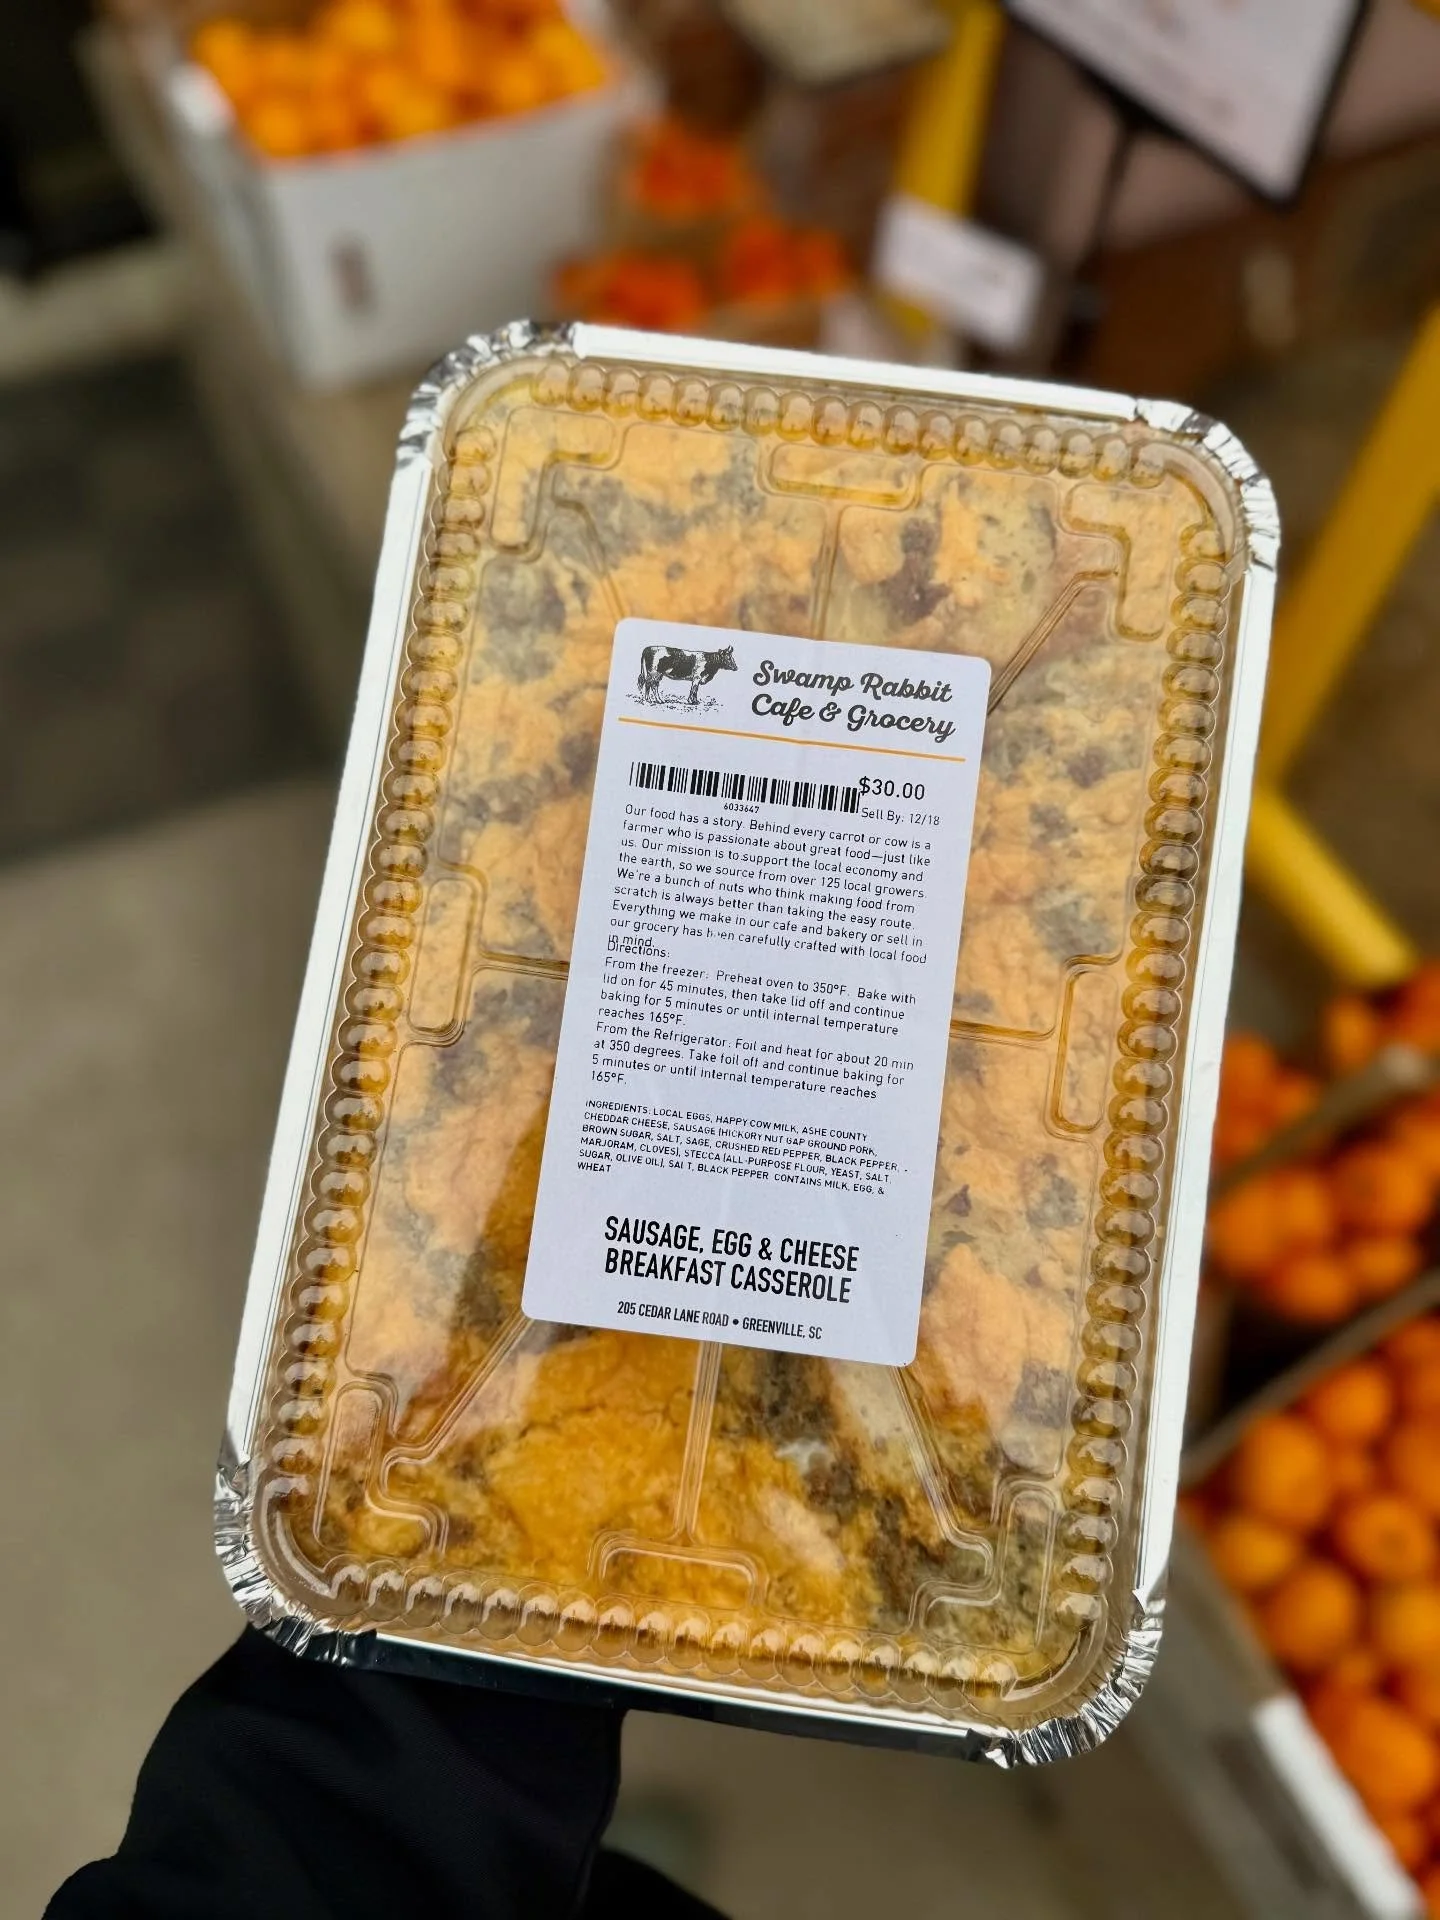 Swamp Rabbit
Cafe & Grocery
$30.00
6033647
Sell By: 12/18
Our food has a story. Behind every carrot or cow is a
farmer who is passionate about great food—just like
us. Our mission is to support the local economy and
the earth, so we source from over 125 local growers.
We're a bunch of nuts who think making food from
scratch is always better than taking the easy route.
Everything we make in our cafe and bakery or sell in
our grocery has been carefully crafted with local food
in mind.
Directions:
From the freezer: Preheat oven to 350°F. Bake with
lid on for 45 minutes, then take lid off and continue
baking for 5 minutes or until internal temperature
reaches 165°F.
From the Refrigerator: Foil and heat for about 20 min
at 350 degrees. Take foil off and continue baking for
5 minutes or until internal temperature reaches
165°F.
INGREDIENTS: LOCAL EGGS, HAPPY COW MILK, ASHE COUNTY
CHEDDAR CHEESE, SAUSAGE (HICKORY NUT GAP GROUND PORK,
BROWN SUGAR, SALT, SAGE, CRUSHED RED PEPPER, BLACK PEPPER,
MARJORAM, CLOVES), STECCA (ALL-PURPOSE FLOUR, YEAST, SALT,
SUGAR, OLIVE OIL), SALT, BLACK PEPPER CONTAINS MILK, EGG, &
WHEAT
SAUSAGE, EGG & CHEESE
BREAKFAST CASSEROLE
205 CEDAR LANE ROAD • GREENVILLE, SC